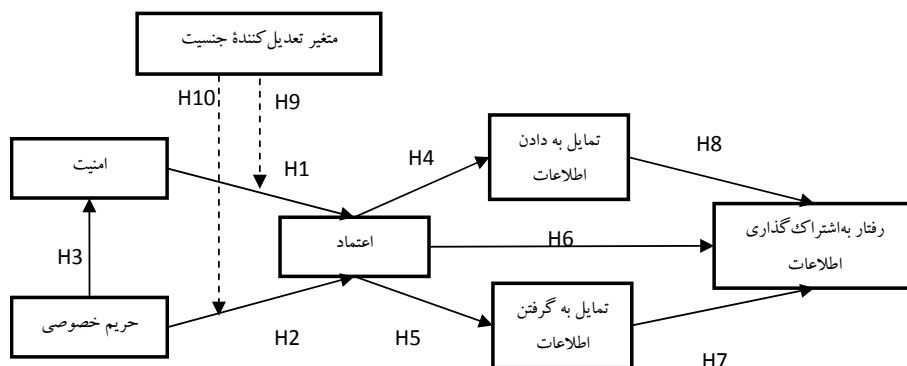 متغیر تعدیل‌کنندۀ جنسیت
H10
H9
امنیت
H1
H4
تمایل به دادن
اطلاعات
H8
H3
اعتماد
H6
رفتار به‌اشتراک‌گذاری
اطلاعات
حریم خصوصی
H2
H5
تمایل به گرفتن
اطلاعات
H7